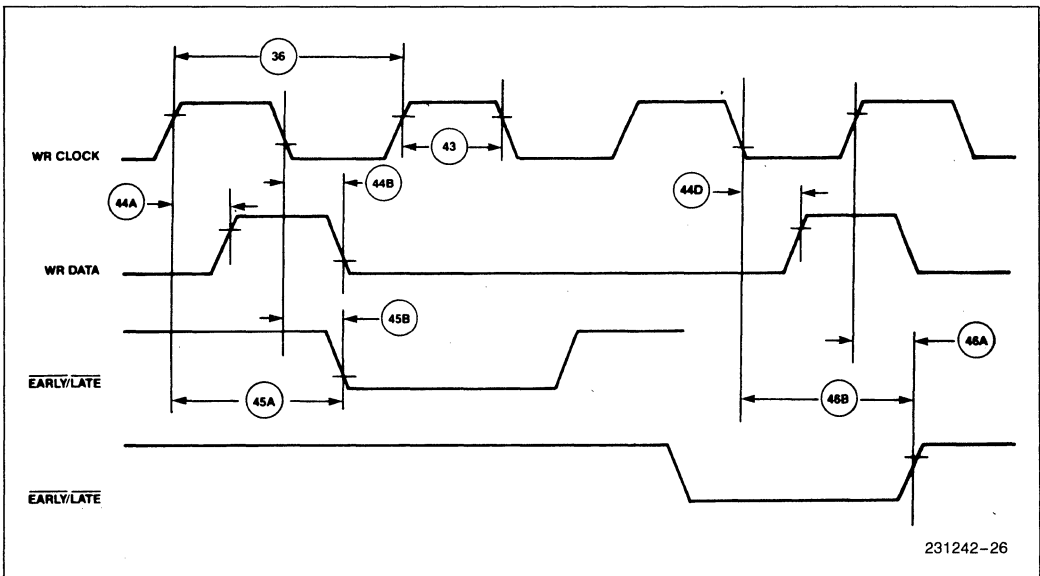 36
WR CLOCK
43
44A
44B
44D
WR DATA
45B
46A
EARLY/LATE
45A
46B
EARLY/LATE
231242-26